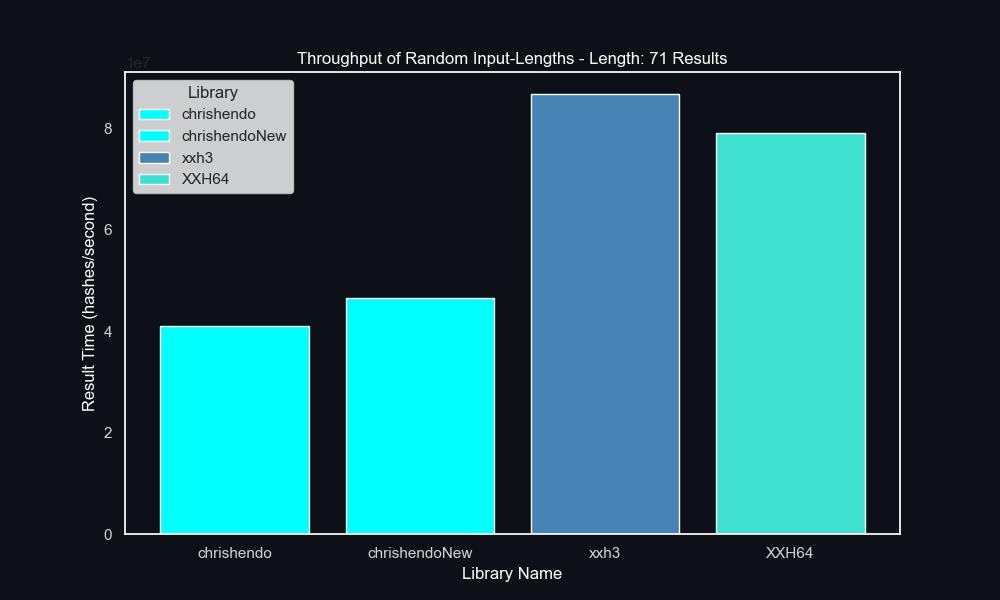 Throughput of Random Input-Lengths - Length: 71 Results
1e7
Library
chrishendo
chrishendoNew
xxh3
XXH64
8
6
4
2
0
Result Time (hashes/second)
chrishendo
chrishendoNew
xxh3
XXH64
Library Name